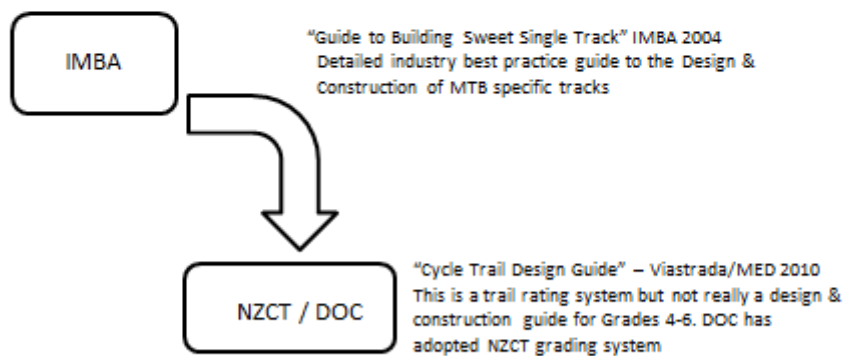 IMBA
"Guide to Building Sweet Single Track" IMBA 2004
Detailed industry best practice guide to the Design &
Construction of MTB specific tracks
NZCT / DOC
"Cycle Trail Design Guide" – Viastrada/MED 2010
This is a trail rating system but not really a design &
construction guide for Grades 4-6. DOC has
adopted NZCT grading system